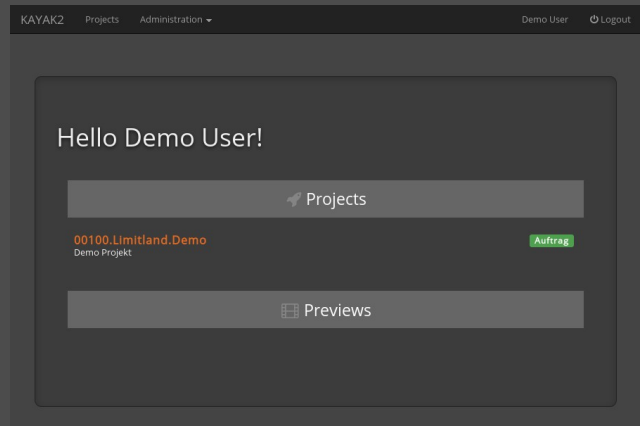 KAYAK2 Projects Administration Demo User Logout
Hello Demo User!
Projects
00100.Limitland.Demo Auftrag
Demo Projekt
Previews